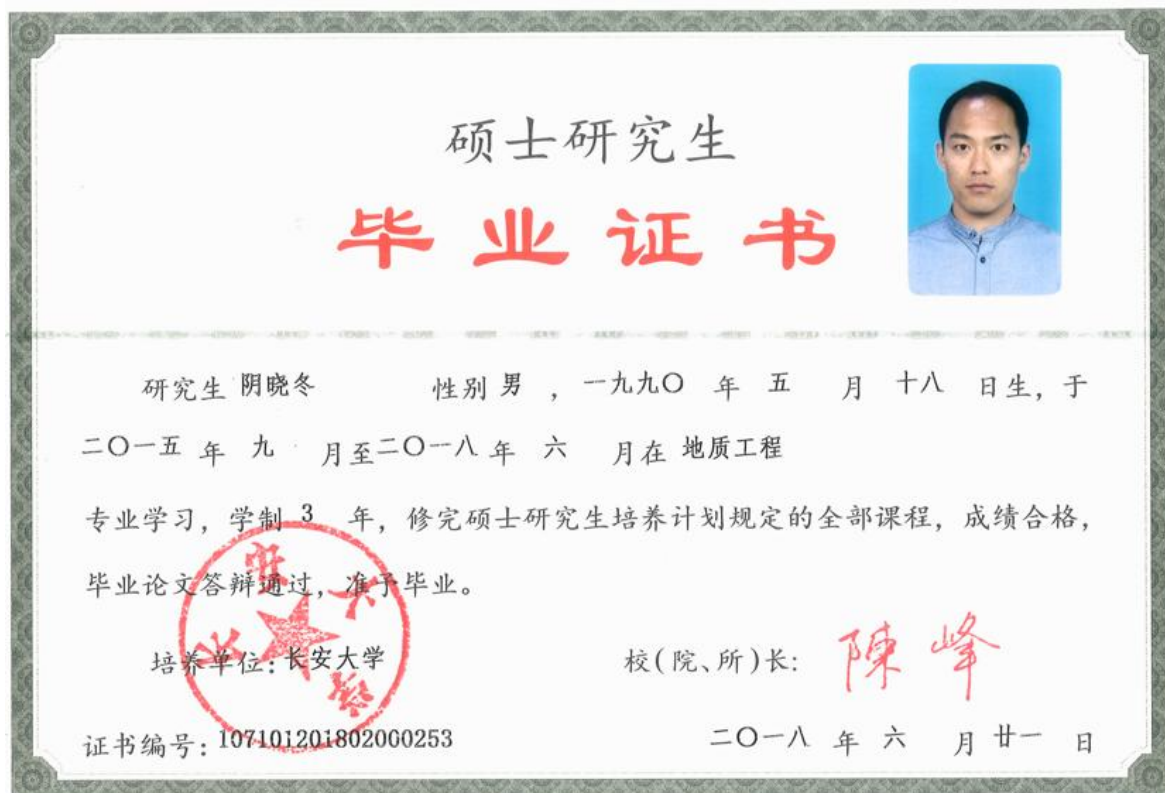 硕士研究生
毕业证书
研究生 阴晓冬 性别 男 ，一九九〇 年 五 月 十八 日生，于
二〇一五 年 九 月至二〇一八 年 六 月在 地质工程
专业学习，学制 3 年，修完硕士研究生培养计划规定的全部课程，成绩合格，
毕业论文答辩通过，准予毕业。
培养单位：长安大学 校(院、所)长：陳峰
长安大学
证书编号：107101201802000253 二〇一八 年 六 月 廿一 日